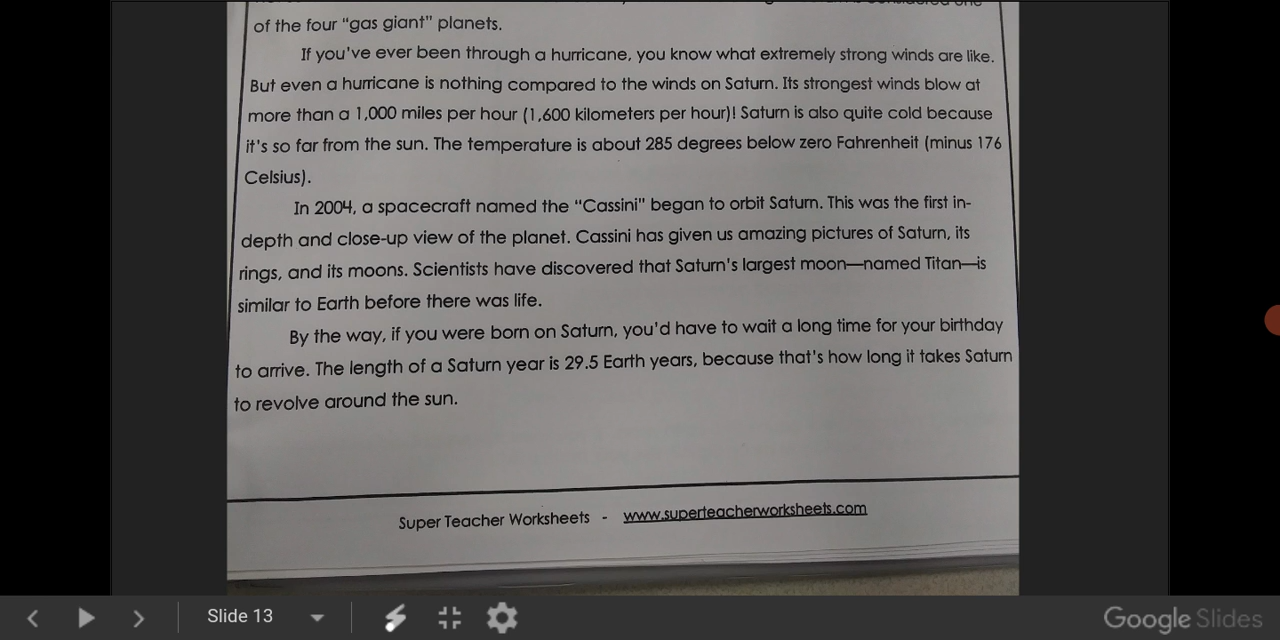 of the four “gas giant” planets.
If you’ve ever been through a hurricane, you know what extremely strong winds are like.
But even a hurricane is nothing compared to the winds on Saturn. Its strongest winds blow at
more than a 1,000 miles per hour (1,600 kilometers per hour)! Saturn is also quite cold because
it’s so far from the sun. The temperature is about 285 degrees below zero Fahrenheit (minus 176
Celsius).
In 2004, a spacecraft named the “Cassini” began to orbit Saturn. This was the first in-
depth and close-up view of the planet. Cassini has given us amazing pictures of Saturn, its
rings, and its moons. Scientists have discovered that Saturn’s largest moon—named Titan—is
similar to Earth before there was life.
By the way, if you were born on Saturn, you’d have to wait a long time for your birthday
to arrive. The length of a Saturn year is 29.5 Earth years, because that’s how long it takes Saturn
to revolve around the sun.
Super Teacher Worksheets - www.superteacherworksheets.com
Slide 13
Google Slides